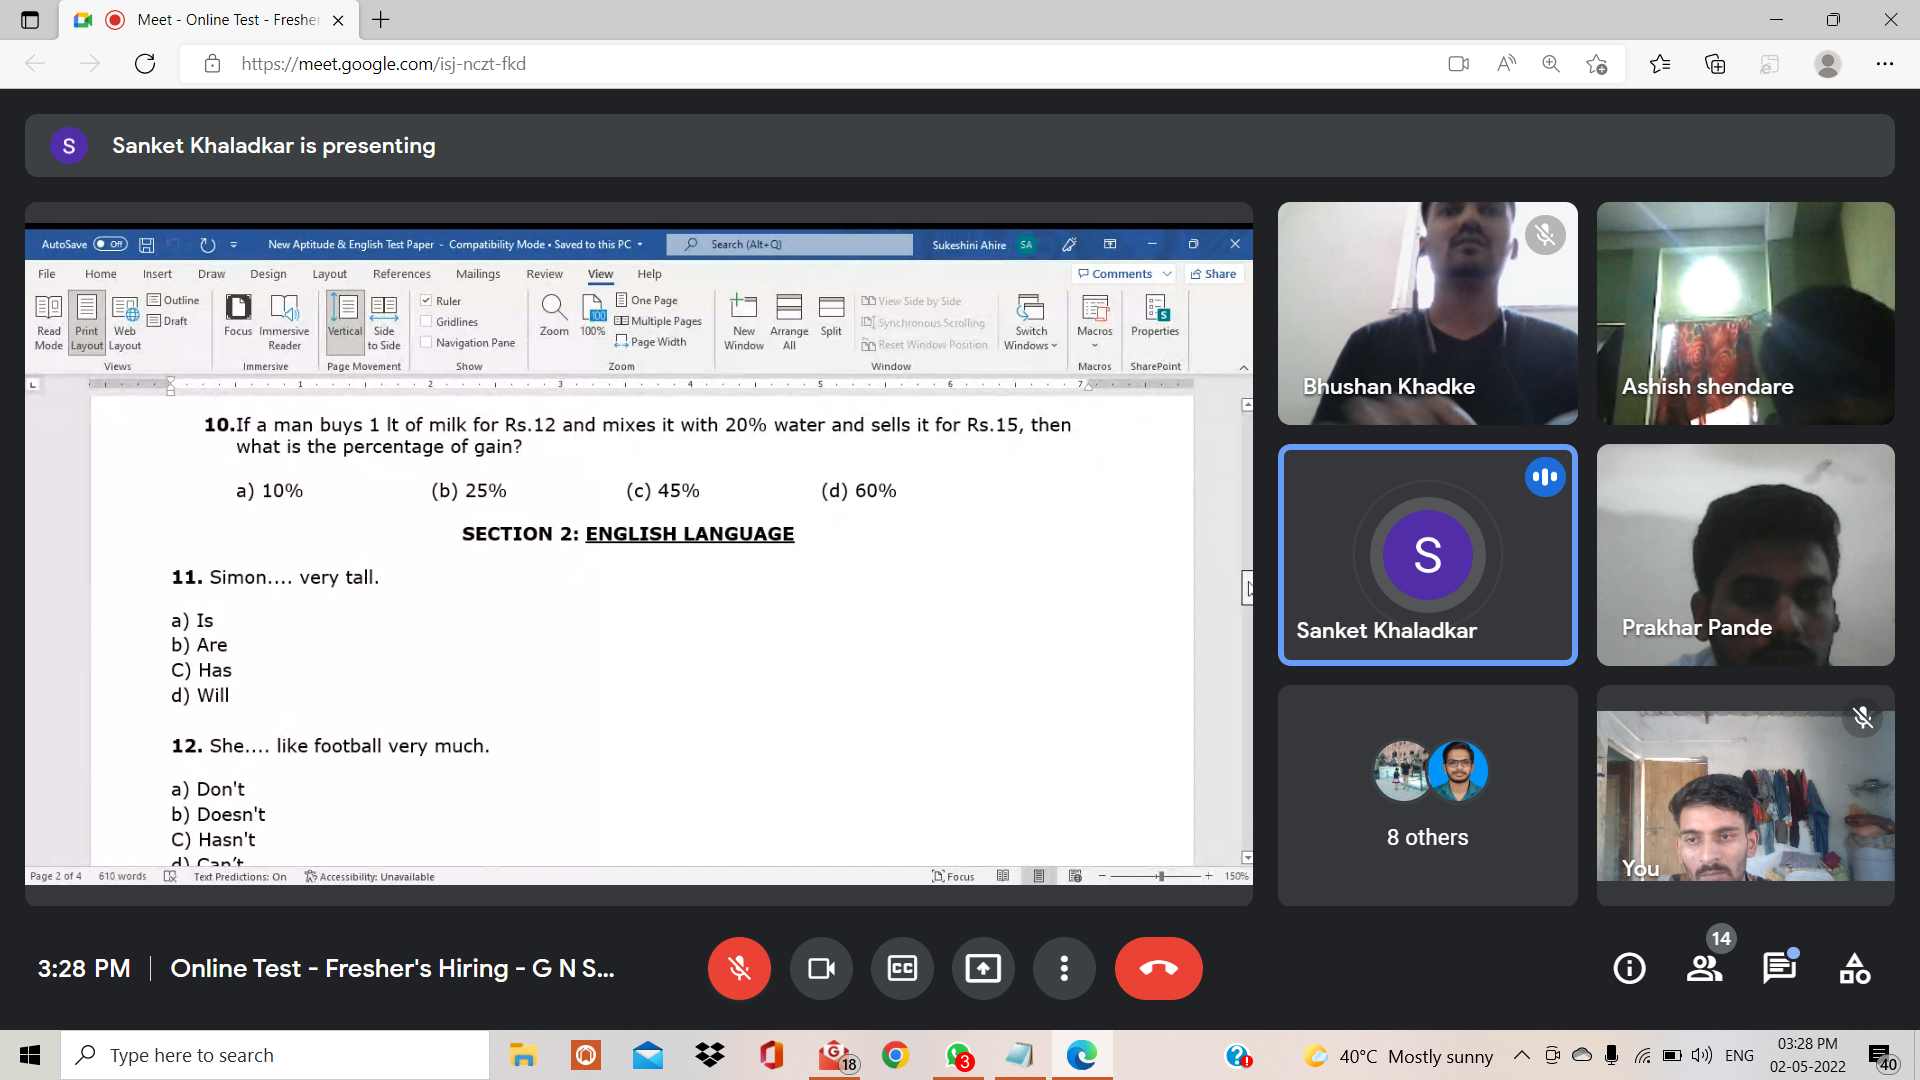 Meet - Online Test - Fresher
https://meet.google.com/isj-nczt-fkd
S Sanket Khaladkar is presenting
AutoSave Off New Aptitude & English Test Paper - Compatibility Mode • Saved to this PC Search (Alt+Q) Sukeshini Ahire SA
File Home Insert Draw Design Layout References Mailings Review View Help Comments Share
Read Mode
Print Layout
Web Layout
Outline
Draft
Views
Focus
Immersive Reader
Immersive
Vertical
Side to Side
Page Movement
Ruler
Gridlines
Navigation Pane
Show
Zoom
100
100%
One Page
Multiple Pages
Page Width
Zoom
New Window
Arrange All
Split
View Side by Side
Synchronous Scrolling
Reset Window Position
Switch Windows
Window
Macros
Macros
Properties
SharePoint
1 2 3 4 5 6 7
10.If a man buys 1 lt of milk for Rs.12 and mixes it with 20% water and sells it for Rs.15, then
what is the percentage of gain?
a) 10% (b) 25% (c) 45% (d) 60%
SECTION 2: ENGLISH LANGUAGE
11. Simon.... very tall.
a) Is
b) Are
C) Has
d) Will
12. She.... like football very much.
a) Don't
b) Doesn't
C) Hasn't
d) Can't
Page 2 of 4 610 words Text Predictions: On Accessibility: Unavailable Focus 150%
Bhushan Khadke
Ashish shendare
S
Sanket Khaladkar
Prakhar Pande
8 others
You
3:28 PM Online Test - Fresher's Hiring - G N S...
CC
14
Type here to search
18
3
40°C Mostly sunny
ENG
03:28 PM
02-05-2022
40